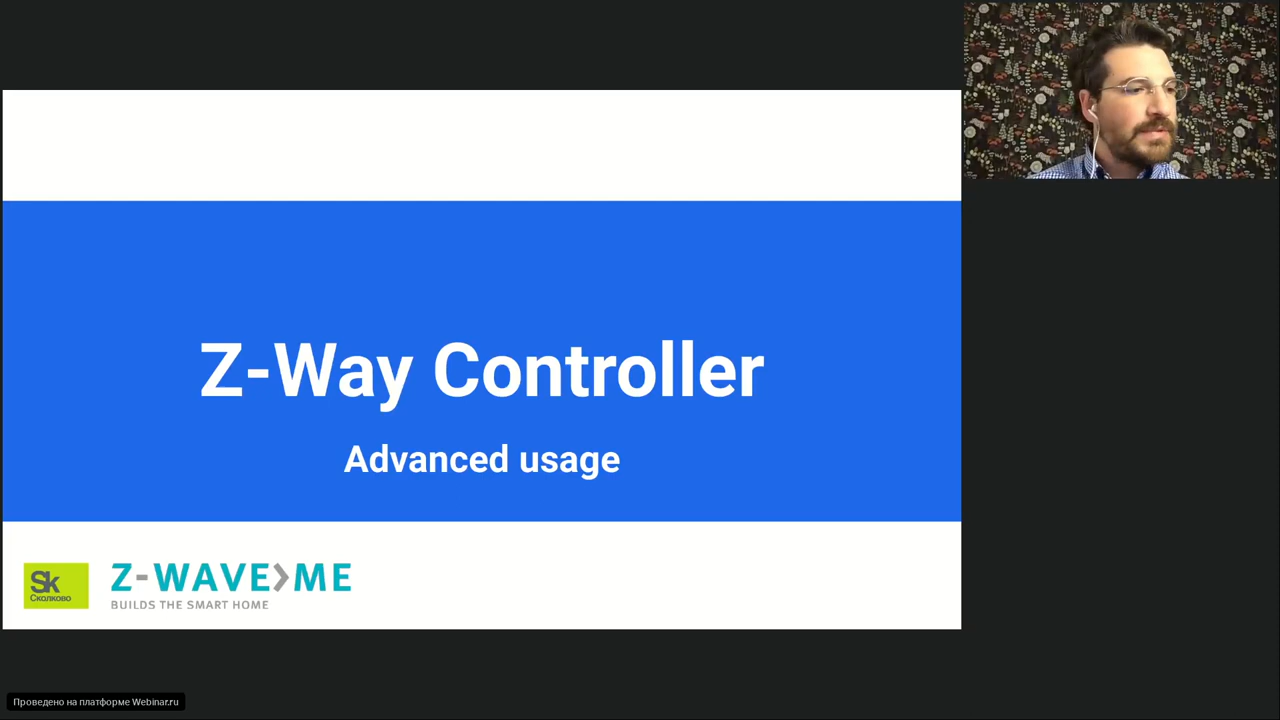 Z-Way Controller
Advanced usage
Sk
Сколково
Z-WAVE>ME
BUILDS THE SMART HOME
Проведено на платформе Webinar.ru